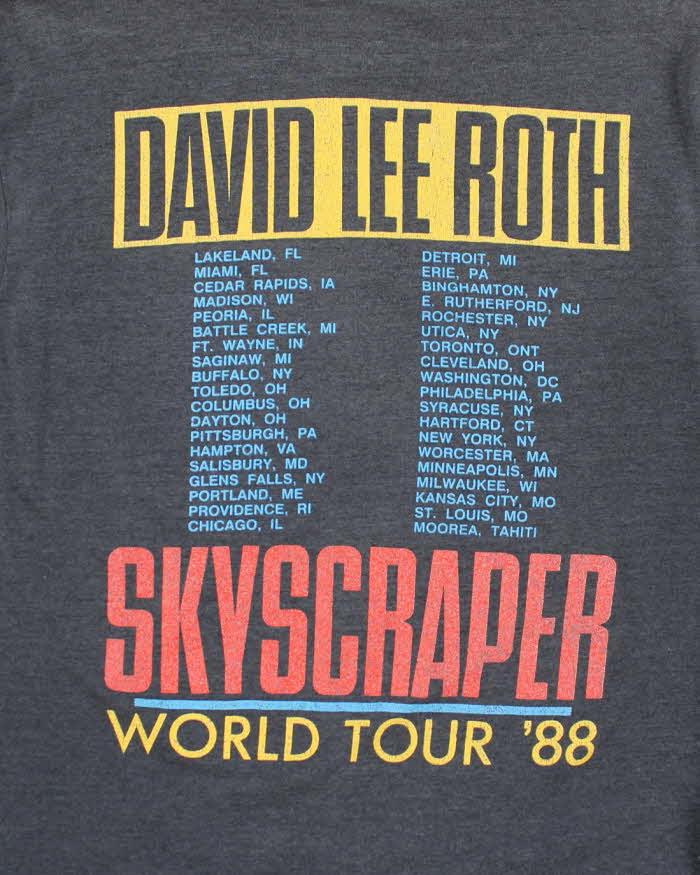 DAVID LEE ROTH
LAKELAND, FL
MIAMI, FL
CEDAR RAPIDS, IA
MADISON, WI
PEORIA, IL
BATTLE CREEK, MI
FT. WAYNE, IN
SAGINAW, MI
BUFFALO, NY
TOLEDO, OH
COLUMBUS, OH
DAYTON, OH
PITTSBURGH, PA
HAMPTON, VA
SALISBURY, MD
GLENS FALLS, NY
PORTLAND, ME
PROVIDENCE, RI
CHICAGO, IL
DETROIT, MI
ERIE, PA
BINGHAMTON, NY
E. RUTHERFORD, NJ
ROCHESTER, NY
UTICA, NY
TORONTO, ONT
CLEVELAND, OH
WASHINGTON, DC
PHILADELPHIA, PA
SYRACUSE, NY
HARTFORD, CT
NEW YORK, NY
WORCESTER, MA
MINNEAPOLIS, MN
MILWAUKEE, WI
KANSAS CITY, MO
ST. LOUIS, MO
MOOREA, TAHITI
SKYSCRAPER
WORLD TOUR '88